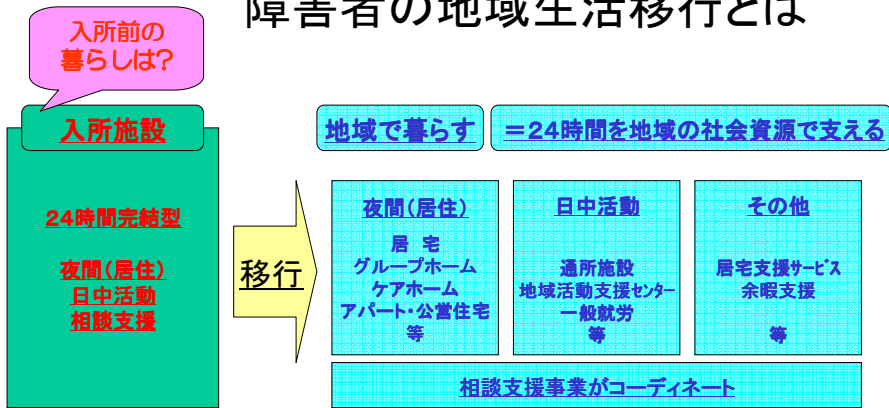 障害者の地域生活移行とは
入所前の
暮らしは?
入所施設
24時間完結型
夜間(居住)
日中活動
相談支援
移行
地域で暮らす
=24時間を地域の社会資源で支える
夜間(居住)
居 宅
グループホーム
ケアホーム
アパート・公営住宅
等
日中活動
通所施設
地域活動支援センター
一般就労
等
その他
居宅支援サービス
余暇支援
等
相談支援事業がコーディネート